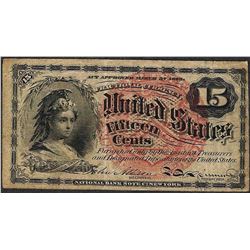 15
ACT APPROVED MARCH 3D 1863.
FRACTIONAL CURRENCY
15
United States
Fifteen
Cents
Furnished only by the Assistant Treasurers
and Designated Depositaries of the United States.
NATIONAL BANK NOTE CO. NEW YORK